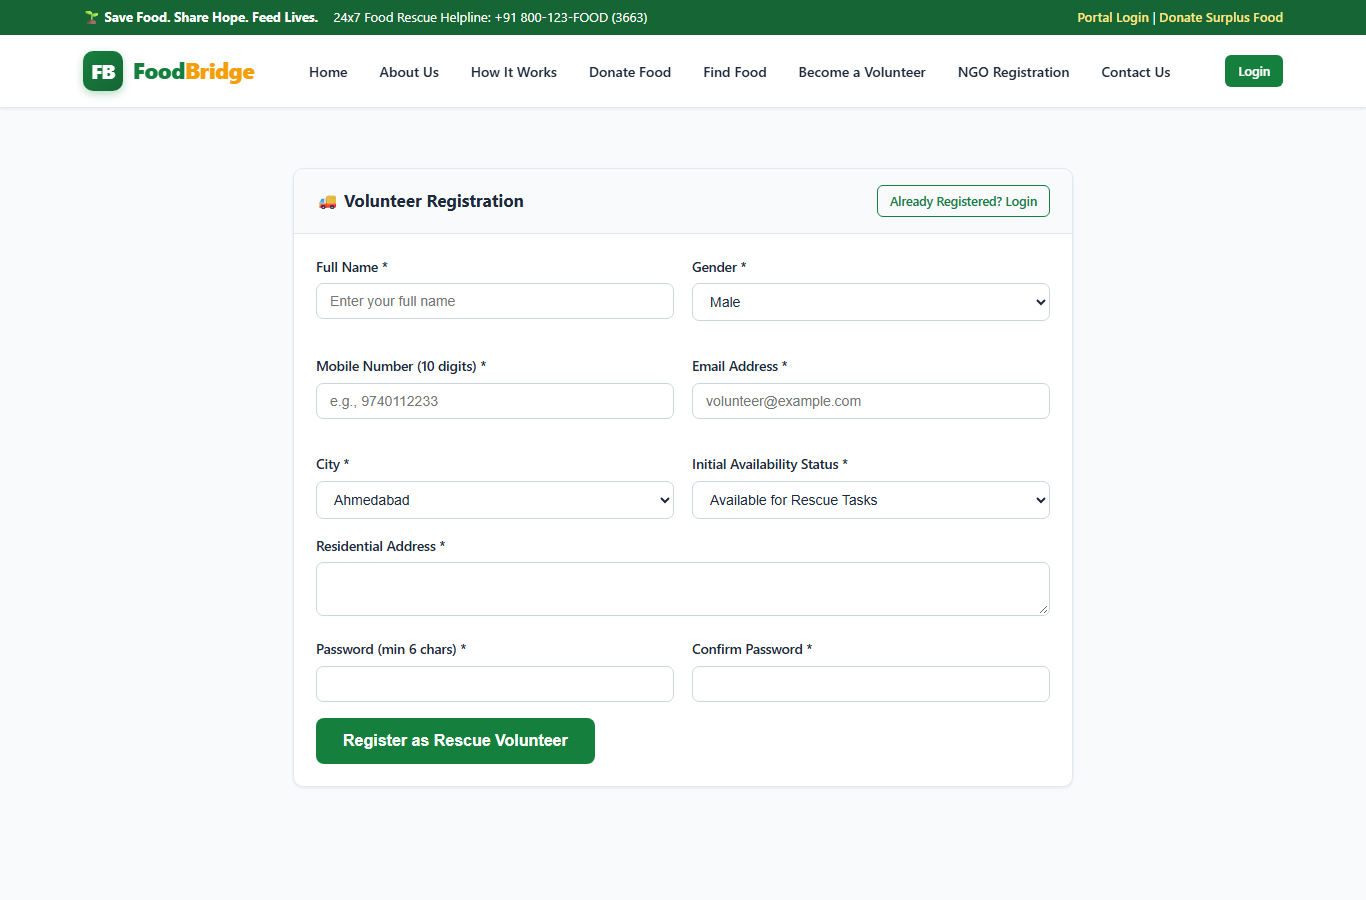 Save Food. Share Hope. Feed Lives. 24x7 Food Rescue Helpline: +91 800-123-FOOD (3663) Portal Login | Donate Surplus Food
FB FoodBridge Home About Us How It Works Donate Food Find Food Become a Volunteer NGO Registration Contact Us Login
Volunteer Registration Already Registered? Login
Full Name * Gender *
Enter your full name Male
Mobile Number (10 digits) * Email Address *
e.g., 9740112233 volunteer@example.com
City * Initial Availability Status *
Ahmedabad Available for Rescue Tasks
Residential Address *
Password (min 6 chars) * Confirm Password *
Register as Rescue Volunteer